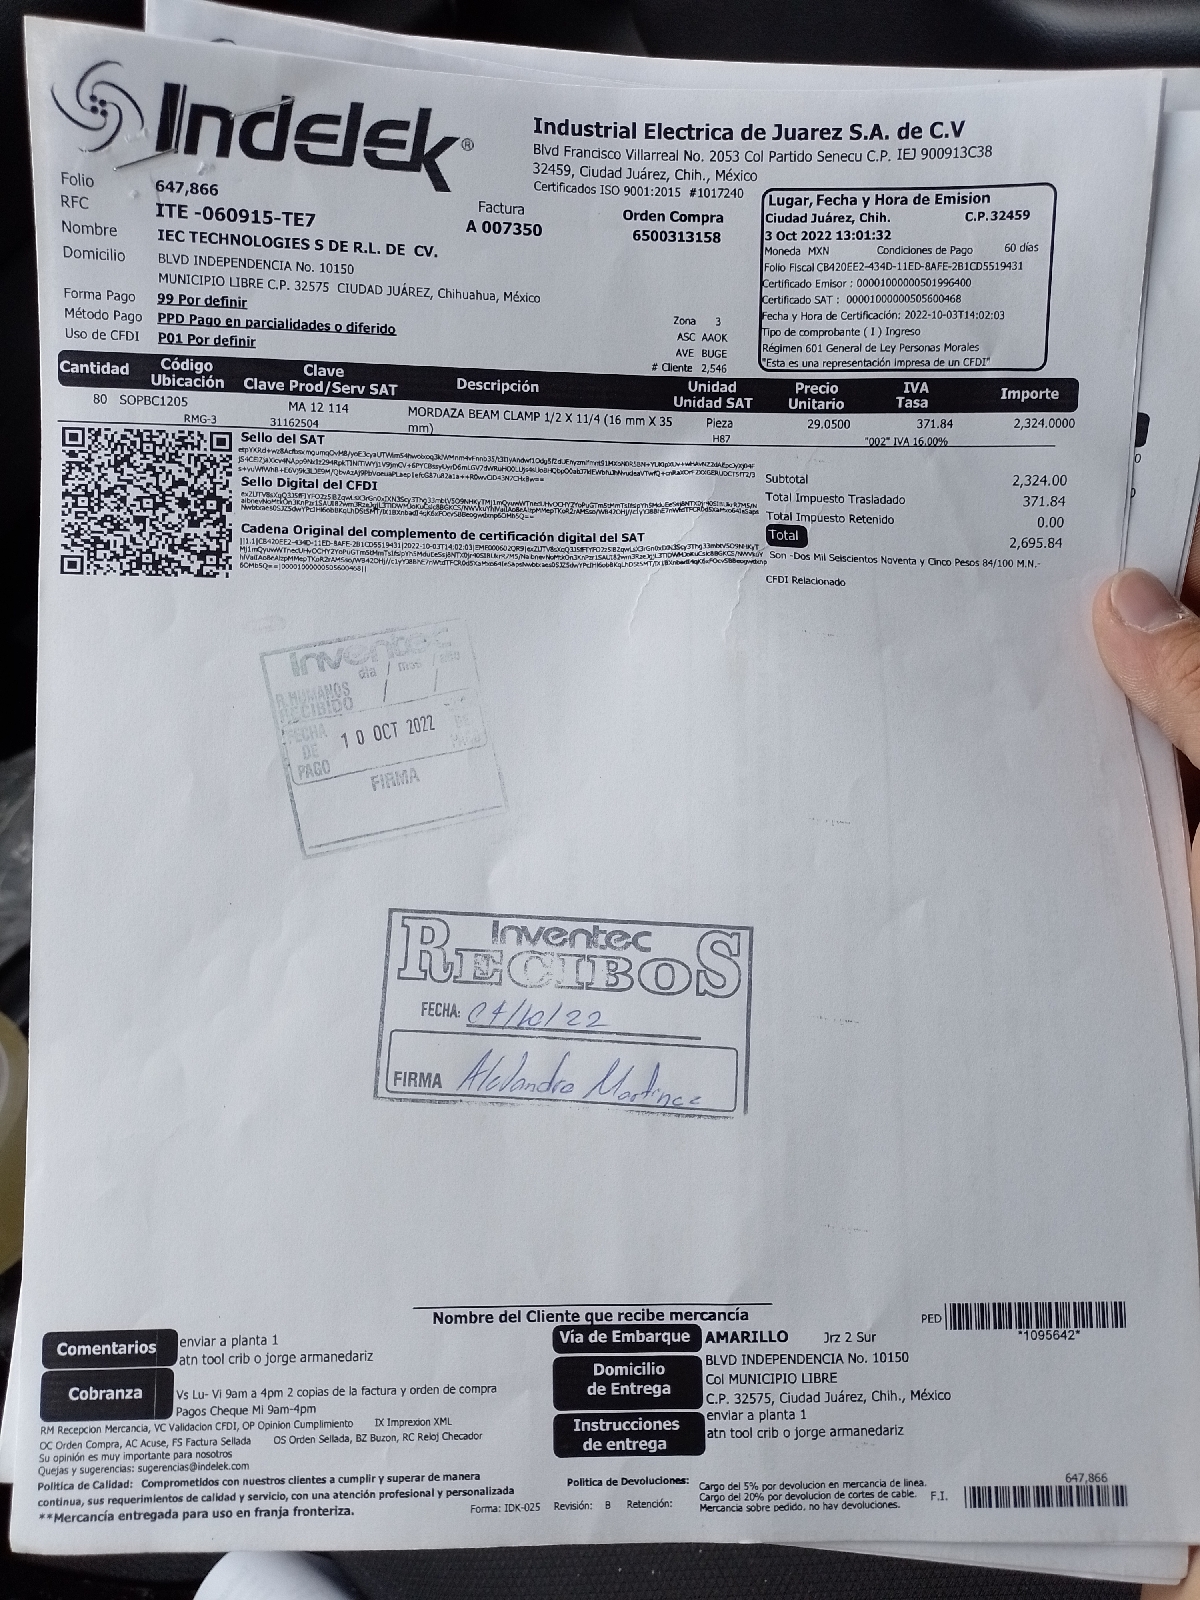 Indelek®
Industrial Electrica de Juarez S.A. de C.V
Blvd Francisco Villarreal No. 2053 Col Partido Senecu C.P. IEJ 900913C38
32459, Ciudad Juárez, Chih., México
Certificados ISO 9001:2015 #1017240
Folio 647,866
RFC ITE -060915-TE7
Factura
A 007350
Orden Compra
6500313158
Nombre IEC TECHNOLOGIES S DE R.L. DE CV.
Domicilio BLVD INDEPENDENCIA No. 10150
MUNICIPIO LIBRE C.P. 32575 CIUDAD JUÁREZ, Chihuahua, México
Forma Pago 99 Por definir
Método Pago PPD Pago en parcialidades o diferido
Uso de CFDI P01 Por definir
Zona 3
ASC AAOK
AVE BUGE
# Cliente 2,546
Lugar, Fecha y Hora de Emision
Ciudad Juárez, Chih. C.P. 32459
3 Oct 2022 13:01:32
Moneda MXN Condiciones de Pago 60 días
Folio Fiscal CB420EE2-434D-11ED-8AFE-2B1CD5519431
Certificado Emisor : 00001000000501996400
Certificado SAT : 00001000000505600468
Fecha y Hora de Certificación: 2022-10-03T14:02:03
Tipo de comprobante ( I ) Ingreso
Régimen 601 General de Ley Personas Morales
"Esta es una representación impresa de un CFDI"
Cantidad Código Ubicación Clave Clave Prod/Serv SAT Descripción Unidad Unidad SAT Precio Unitario IVA Tasa Importe
80 SOPBC1205 MA 12 114 MORDAZA BEAM CLAMP 1/2 X 11/4 (16 mm X 35 mm) Pieza 29.0500 371.84 2,324.0000
RMG-3 31162504 H87 "002" IVA 16.00%
Sello del SAT
Sello Digital del CFDI
Cadena Original del complemento de certificación digital del SAT
Subtotal 2,324.00
Total Impuesto Trasladado 371.84
Total Impuesto Retenido 0.00
Total 2,695.84
Son -Dos Mil Seiscientos Noventa y Cinco Pesos 84/100 M.N.-
CFDI Relacionado
Inventec
día / mes /
R. HUMANOS
RECIBIDO
FECHA DE PAGO
10 OCT 2022
FIRMA
Inventec
RECIBOS
FECHA: 04/10/22
FIRMA Alejandro Martinez
Nombre del Cliente que recibe mercancía
PED
*1095642*
Comentarios enviar a planta 1
atn tool crib o jorge armanedariz
Cobranza Vs Lu- Vi 9am a 4pm 2 copias de la factura y orden de compra
Pagos Cheque Mi 9am-4pm
Vía de Embarque AMARILLO Jrz 2 Sur
Domicilio de Entrega BLVD INDEPENDENCIA No. 10150
Col MUNICIPIO LIBRE
C.P. 32575, Ciudad Juárez, Chih., México
Instrucciones de entrega enviar a planta 1
atn tool crib o jorge armanedariz
RM Recepcion Mercancia, VC Validacion CFDI, OP Opinion Cumplimiento IX Imprexion XML
OC Orden Compra, AC Acuse, FS Factura Sellada OS Orden Sellada, BZ Buzon, RC Reloj Checador
Su opinión es muy importante para nosotros
Quejas y sugerencias: sugerencias@indelek.com
Politica de Calidad: Comprometidos con nuestros clientes a cumplir y superar de manera
continua, sus requerimientos de calidad y servicio, con una atención profesional y personalizada
**Mercancía entregada para uso en franja fronteriza.
Forma: IDK-025 Revisión: B Retención:
Politica de Devoluciones: Cargo del 5% por devolucion en mercancia de linea.
Cargo del 20% por devolucion de cortes de cable.
Mercancia sobre pedido, no hay devoluciones.
F.I.
647,866